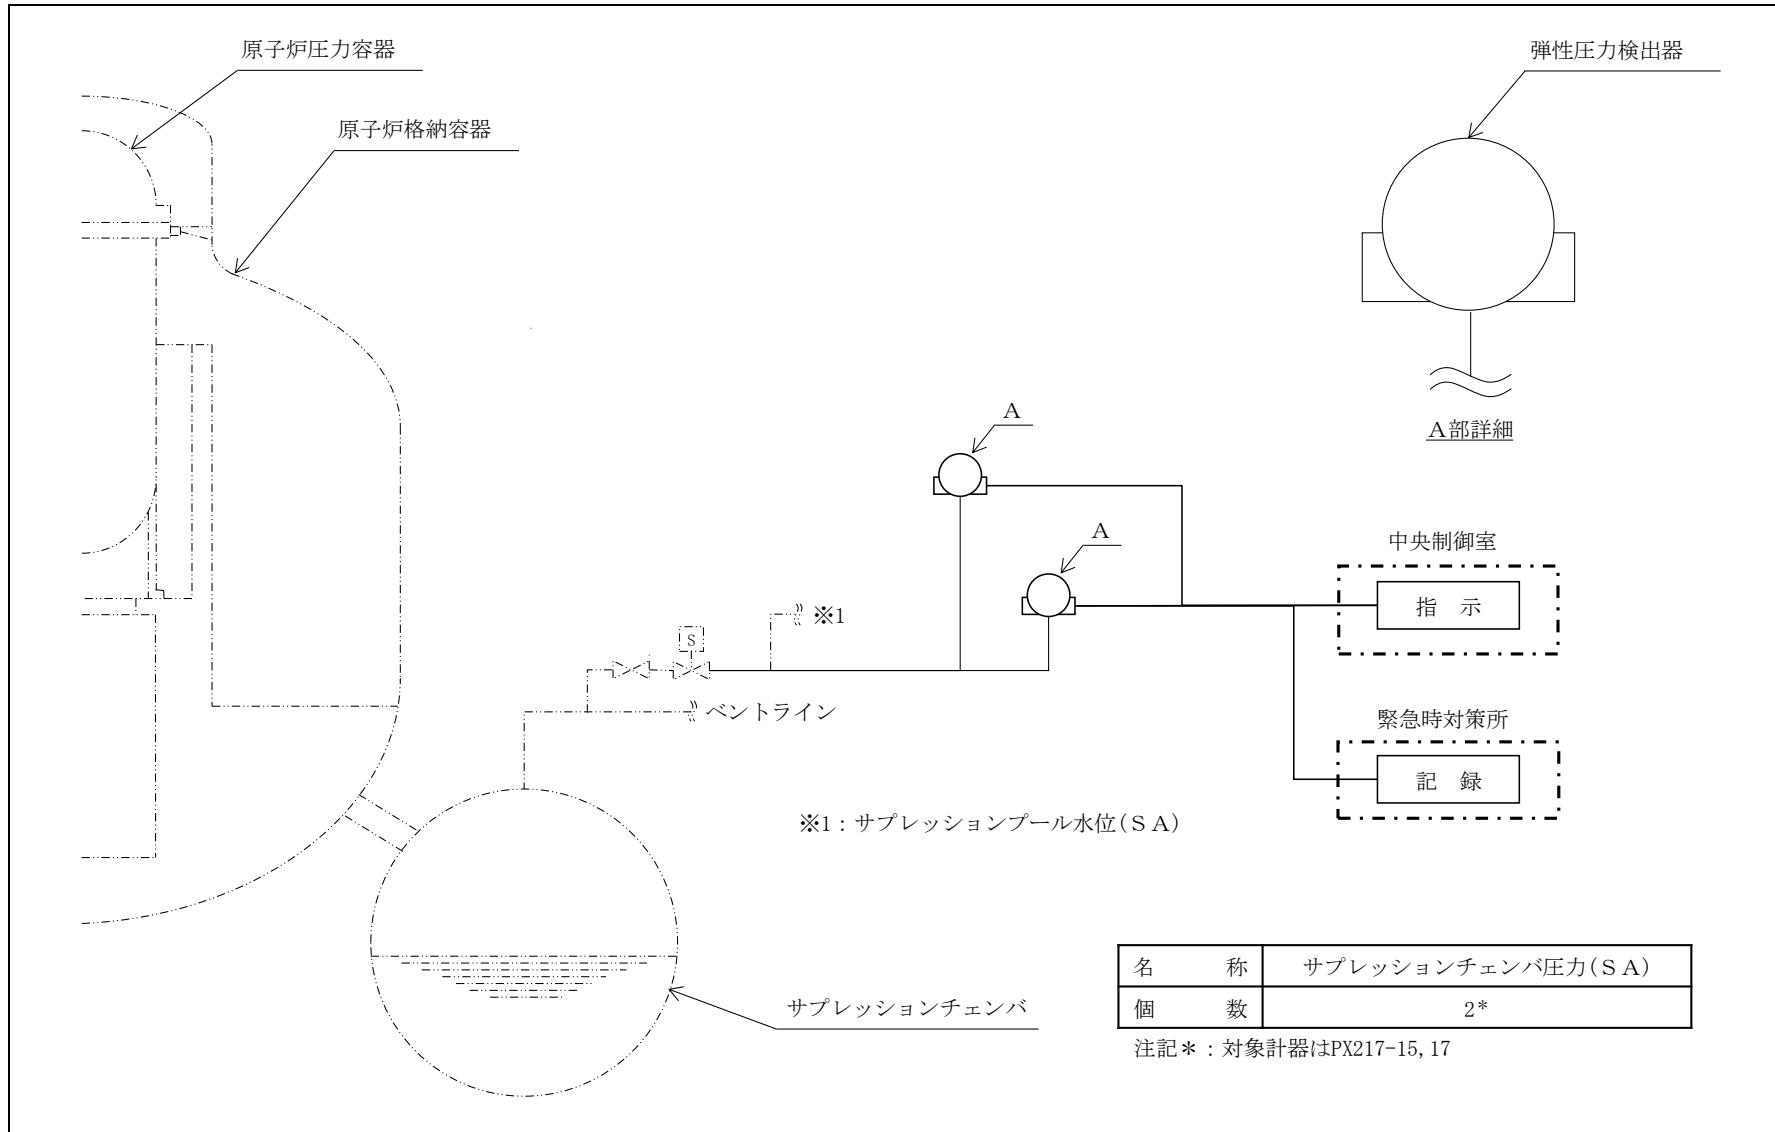 原子炉圧力容器
弾性圧力検出器
原子炉格納容器
A
A部詳細
A
中央制御室
指 示
※1
S
ベントライン
緊急時対策所
記 録
※1:サプレッションプール水位(SA)
名 称 サプレッションチェンバ圧力(SA)
個 数 2*
サプレッションチェンバ
注記*:対象計器はPX217-15,17